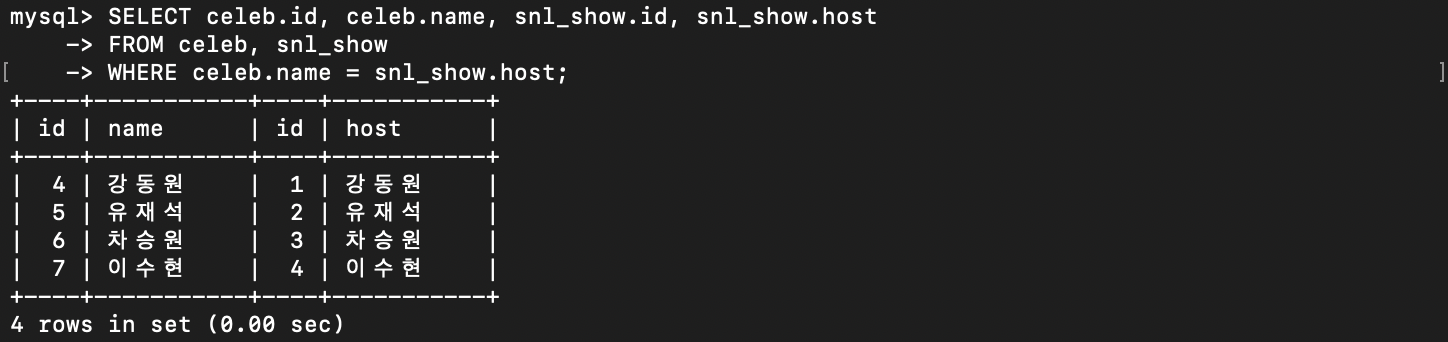 mysql> SELECT celeb.id, celeb.name, snl_show.id, snl_show.host
    -> FROM celeb, snl_show
[    -> WHERE celeb.name = snl_show.host; ]
+----+-----------+----+-----------+
| id | name      | id | host      |
+----+-----------+----+-----------+
|  4 | 강동원    |  1 | 강동원    |
|  5 | 유재석    |  2 | 유재석    |
|  6 | 차승원    |  3 | 차승원    |
|  7 | 이수현    |  4 | 이수현    |
+----+-----------+----+-----------+
4 rows in set (0.00 sec)